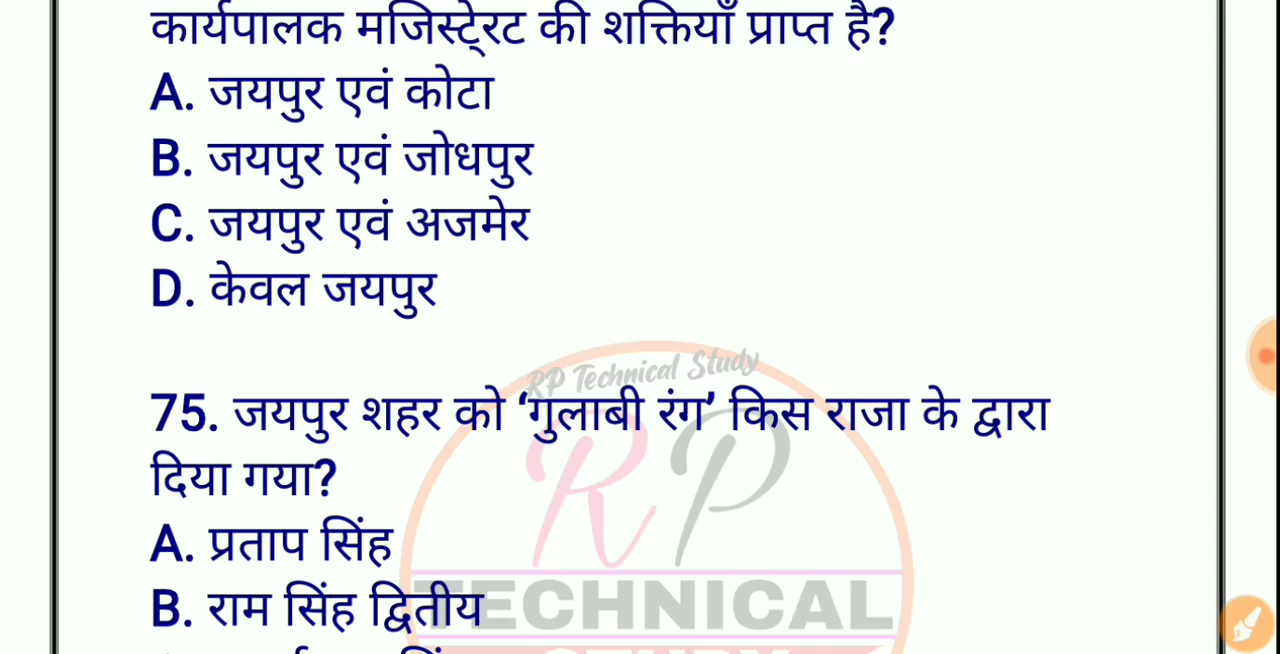 कार्यपालक मजिस्ट्रेट की शक्तियाँ प्राप्त है?
A. जयपुर एवं कोटा
B. जयपुर एवं जोधपुर
C. जयपुर एवं अजमेर
D. केवल जयपुर
RP Technical Study
75. जयपुर शहर को ‘गुलाबी रंग’ किस राजा के द्वारा
दिया गया?
RP
A. प्रताप सिंह
B. राम सिंह द्वितीय
TECHNICAL